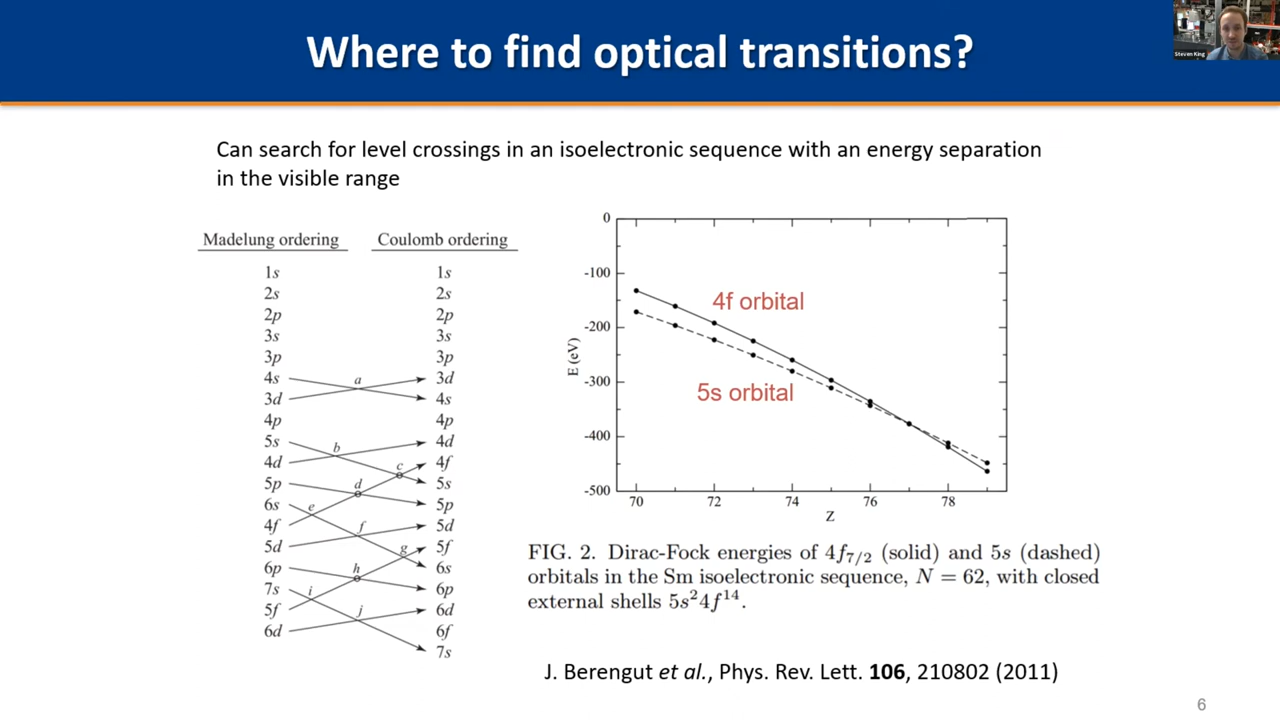 Where to find optical transitions?
Steven King
Can search for level crossings in an isoelectronic sequence with an energy separation
in the visible range
Madelung ordering Coulomb ordering
1s 1s
2s 2s
2p 2p
3s 3s
3p 3p
4s a 3d
3d 4s
4p 4p
5s b 4d
4d c 4f
5p d 5s
6s e 5p
4f f 5d
5d g 5f
6p h 6s
7s i 6p
5f j 6d
6d 6f
7s
0
-100
-200
-300
-400
-500
E (eV)
4f orbital
5s orbital
70 72 74 76 78
Z
FIG. 2. Dirac-Fock energies of 4f7/2 (solid) and 5s (dashed)
orbitals in the Sm isoelectronic sequence, N = 62, with closed
external shells 5s²4f¹⁴.
J. Berengut et al., Phys. Rev. Lett. 106, 210802 (2011)
6